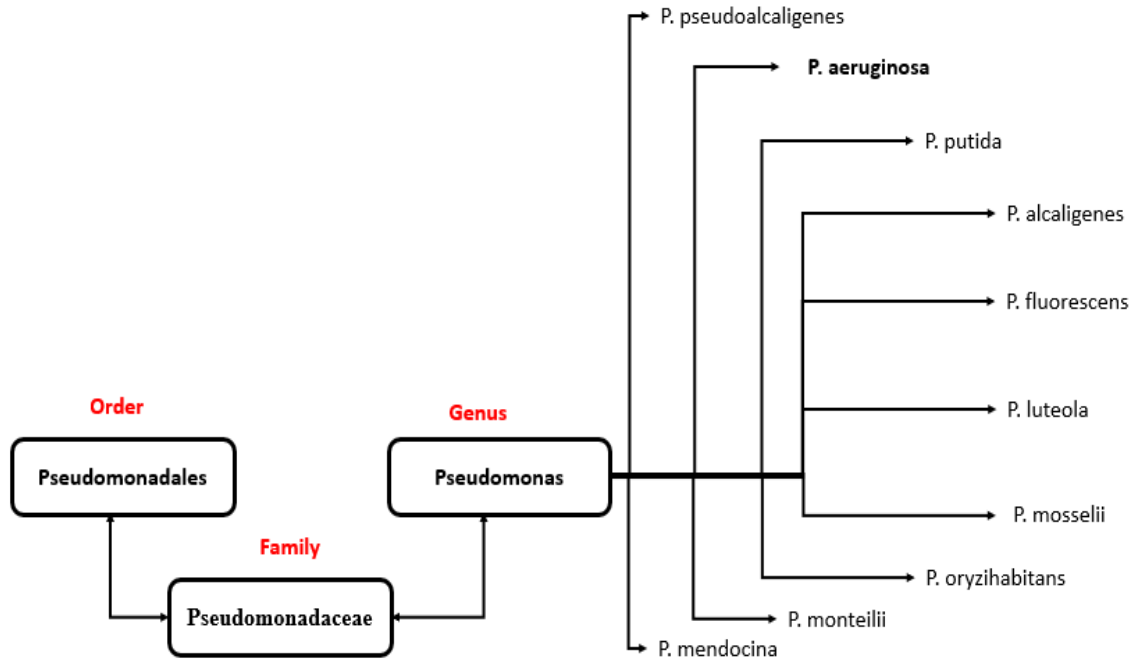 P. pseudoalcaligenes
P. aeruginosa
P. putida
P. alcaligenes
P. fluorescens
P. luteola
P. mosselii
P. oryzihabitans
P. monteilii
P. mendocina
Order
Pseudomonadales
Family
Pseudomonadaceae
Genus
Pseudomonas